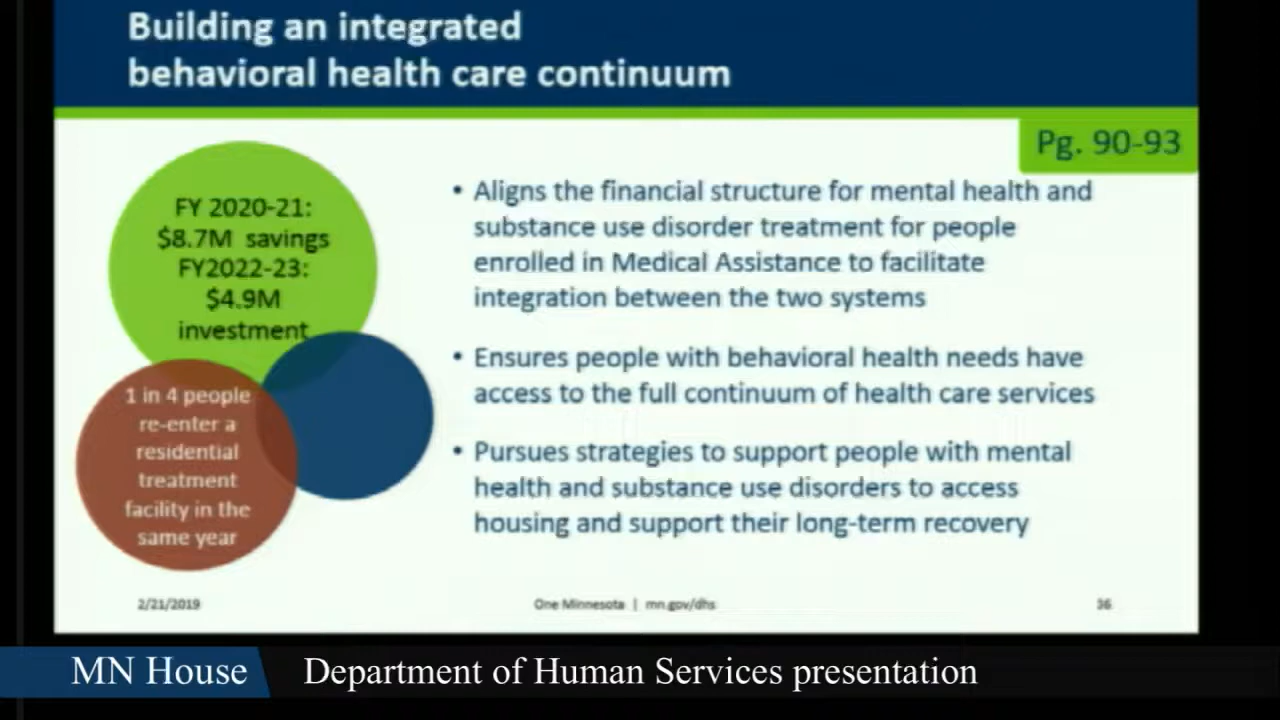 Building an integrated
behavioral health care continuum
Pg. 90-93
FY 2020-21:
$8.7M savings
FY2022-23:
$4.9M
investment
1 in 4 people
re-enter a
residential
treatment
facility in the
same year
• Aligns the financial structure for mental health and
substance use disorder treatment for people
enrolled in Medical Assistance to facilitate
integration between the two systems
• Ensures people with behavioral health needs have
access to the full continuum of health care services
• Pursues strategies to support people with mental
health and substance use disorders to access
housing and support their long-term recovery
2/21/2019
One Minnesota | mn.gov/dhs
36
MN House
Department of Human Services presentation